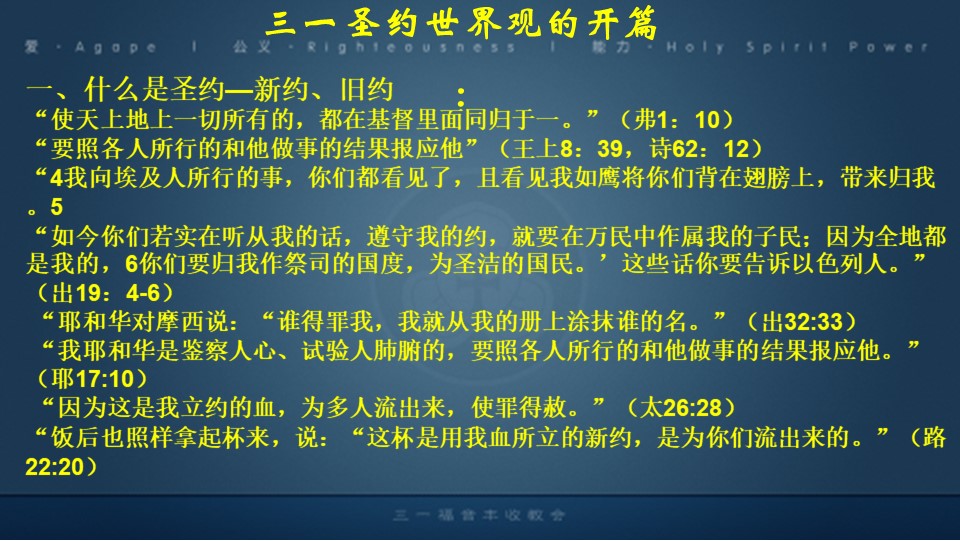 三一圣约世界观的开篇
爱 · Agape | 公义 · Righteousness | 能力 · Holy Spirit Power
一、什么是圣约—新约、旧约 ：
“使天上地上一切所有的，都在基督里面同归于一。”（弗1：10）
“要照各人所行的和他做事的结果报应他”（王上8：39，诗62：12）
“4我向埃及人所行的事，你们都看见了，且看见我如鹰将你们背在翅膀上，带来归我
。5
“如今你们若实在听从我的话，遵守我的约，就要在万民中作属我的子民；因为全地都
是我的，6你们要归我作祭司的国度，为圣洁的国民。’这些话你要告诉以色列人。”
（出19：4-6）
“耶和华对摩西说：“谁得罪我，我就从我的册上涂抹谁的名。”（出32:33）
“我耶和华是鉴察人心、试验人肺腑的，要照各人所行的和他做事的结果报应他。”
（耶17:10）
“因为这是我立约的血，为多人流出来，使罪得赦。”（太26:28）
“饭后也照样拿起杯来，说：“这杯是用我血所立的新约，是为你们流出来的。”（路
22:20）
三一福音丰收教会